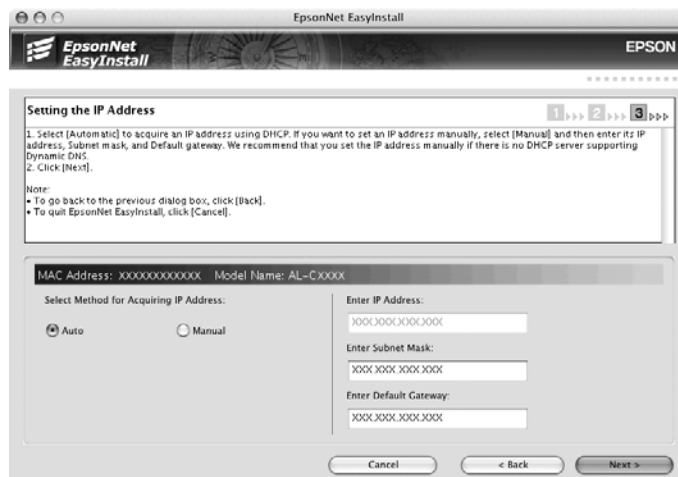 EpsonNet EasyInstall
EpsonNet
EasyInstall
EPSON
Setting the IP Address
1 2 3
1. Select [Automatic] to acquire an IP address using DHCP. If you want to set an IP address manually, select [Manual] and then enter its IP
address, Subnet mask, and Default gateway. We recommend that you set the IP address manually if there is no DHCP server supporting
Dynamic DNS.
2. Click [Next].
Note:
• To go back to the previous dialog box, click [Back].
• To quit EpsonNet EasyInstall, click [Cancel].
MAC Address: XXXXXXXXXXXX Model Name: AL-CXXXX
Select Method for Acquiring IP Address:
Auto
Manual
Enter IP Address:
XXX.XXX.XXX.XXX
Enter Subnet Mask:
XXX.XXX.XXX.XXX
Enter Default Gateway:
XXX.XXX.XXX.XXX
Cancel
< Back
Next >